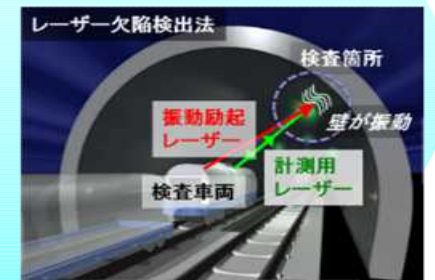 レーザー欠陥検出法
検査箇所
振動励起
レーザー
壁が振動
計測用
レーザー
検査車両